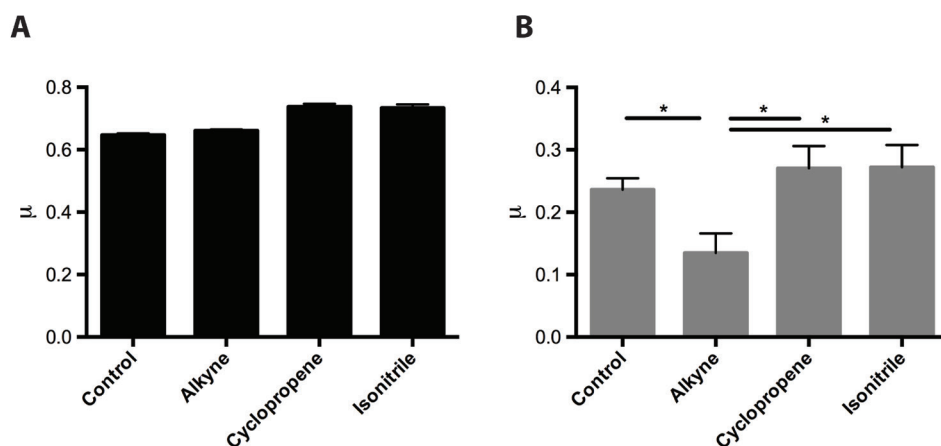 A
0.8
0.6
0.4
0.2
0.0
μ
Control
Alkyne
Cyclopropene
Isonitrile
B
0.4
0.3
0.2
0.1
0.0
μ
*
*
*
Control
Alkyne
Cyclopropene
Isonitrile